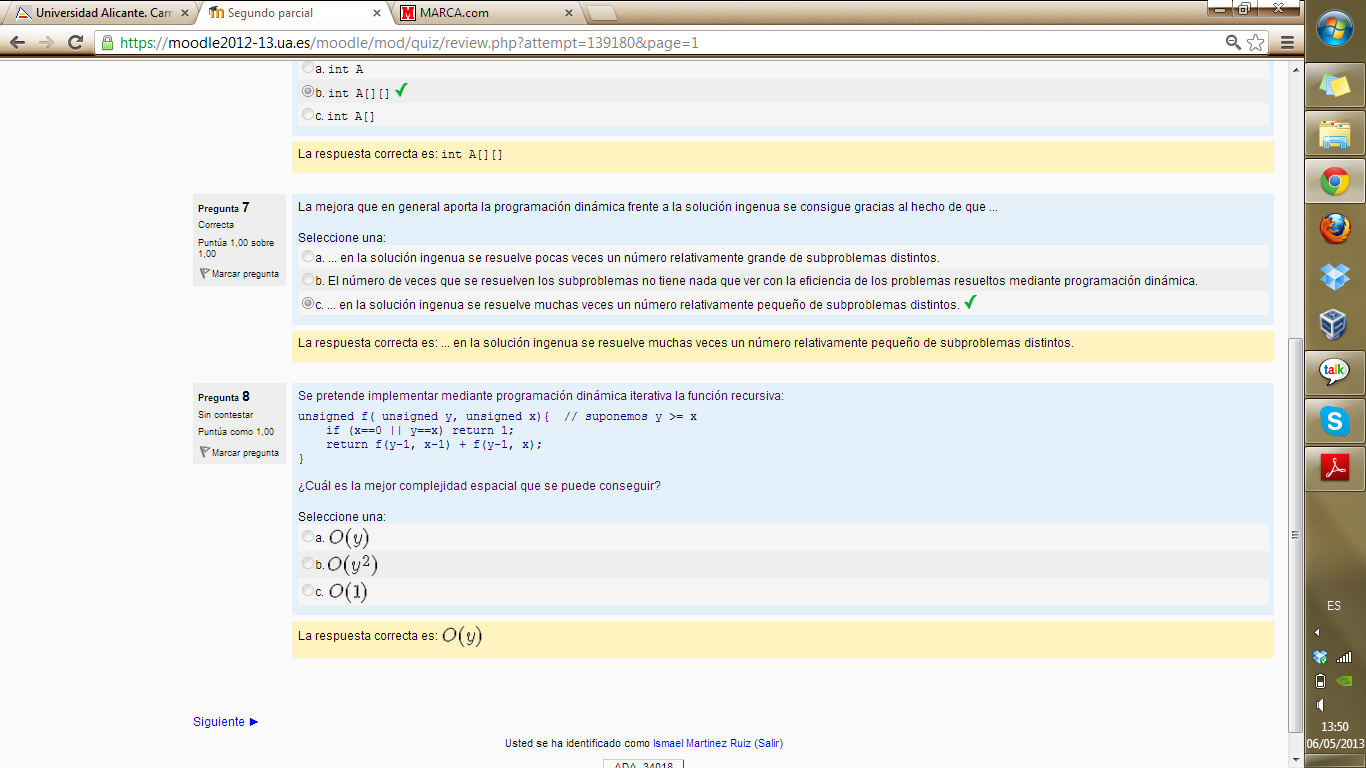 Universidad Alicante. Cam
Segundo parcial
MARCA.com
https://moodle2012-13.ua.es/moodle/mod/quiz/review.php?attempt=139180&page=1
a. int A
b. int A[][]
c. int A[]
La respuesta correcta es: int A[][]
Pregunta 7
Correcta
Puntúa 1,00 sobre
1,00
Marcar pregunta
La mejora que en general aporta la programación dinámica frente a la solución ingenua se consigue gracias al hecho de que ...
Seleccione una:
a. ... en la solución ingenua se resuelve pocas veces un número relativamente grande de subproblemas distintos.
b. El número de veces que se resuelven los subproblemas no tiene nada que ver con la eficiencia de los problemas resueltos mediante programación dinámica.
c. ... en la solución ingenua se resuelve muchas veces un número relativamente pequeño de subproblemas distintos.
La respuesta correcta es: ... en la solución ingenua se resuelve muchas veces un número relativamente pequeño de subproblemas distintos.
Pregunta 8
Sin contestar
Puntúa como 1,00
Marcar pregunta
Se pretende implementar mediante programación dinámica iterativa la función recursiva:
unsigned f( unsigned y, unsigned x){  // suponemos y >= x
    if (x==0 || y==x) return 1;
    return f(y-1, x-1) + f(y-1, x);
}
¿Cuál es la mejor complejidad espacial que se puede conseguir?
Seleccione una:
a. O(y)
b. O(y²)
c. O(1)
La respuesta correcta es: O(y)
Siguiente ►
Usted se ha identificado como Ismael Martinez Ruiz (Salir)
ADA_34018
talk
ES
13:50
06/05/2013